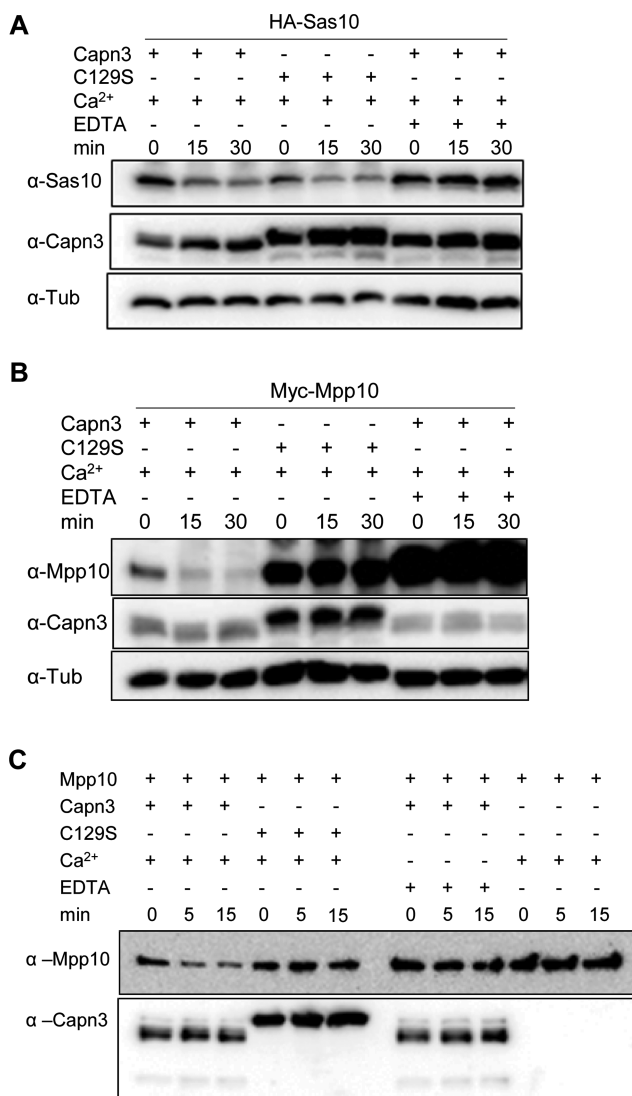 A
HA-Sas10
Capn3 + + + - - - + + +
C129S - - - + + + - - -
Ca²⁺ + + + + + + + + +
EDTA - - - - - - + + +
min 0 15 30 0 15 30 0 15 30
α-Sas10
α-Capn3
α-Tub
B
Myc-Mpp10
Capn3 + + + - - - + + +
C129S - - - + + + - - -
Ca²⁺ + + + + + + + + +
EDTA - - - - - - + + +
min 0 15 30 0 15 30 0 15 30
α-Mpp10
α-Capn3
α-Tub
C
Mpp10 + + + + + + + + + + + +
Capn3 + + + - - - + + + - - -
C129S - - - + + + - - - - - -
Ca²⁺ + + + + + + - - - + + +
EDTA - - - - - - + + + - - -
min 0 5 15 0 5 15 0 5 15 0 5 15
α –Mpp10
α –Capn3